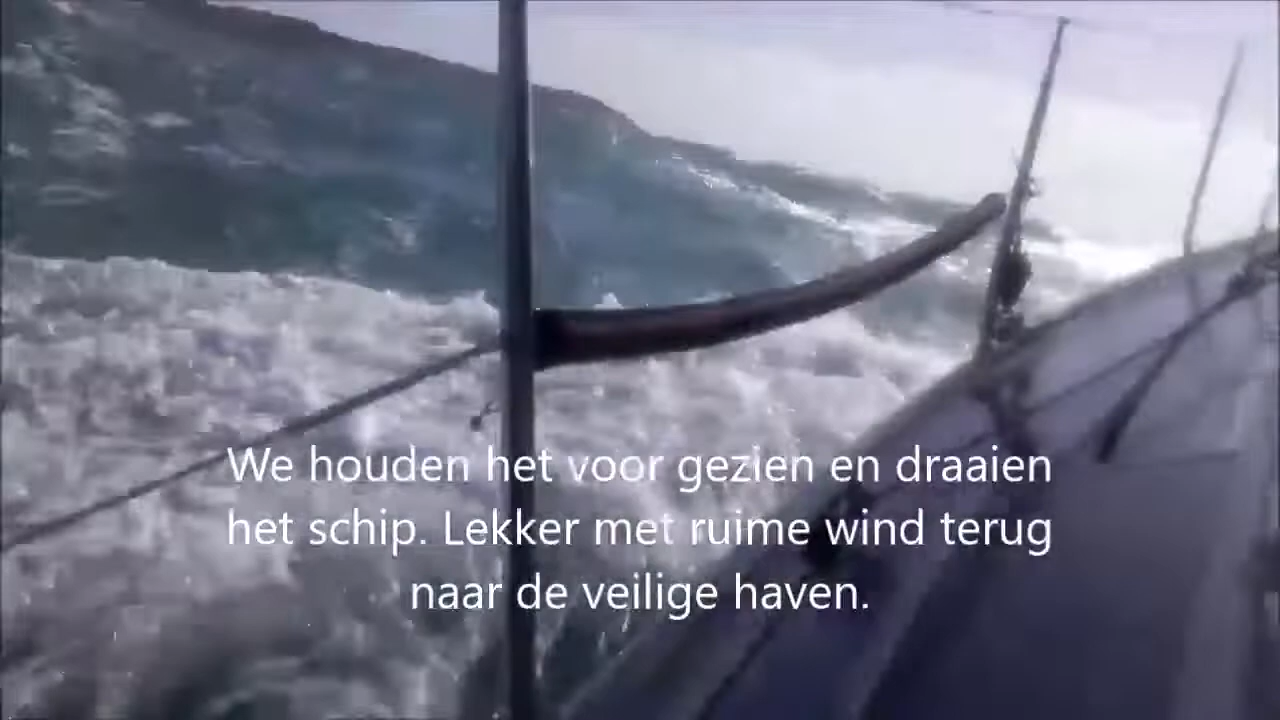 We houden het voor gezien en draaien
het schip. Lekker met ruime wind terug
naar de veilige haven.